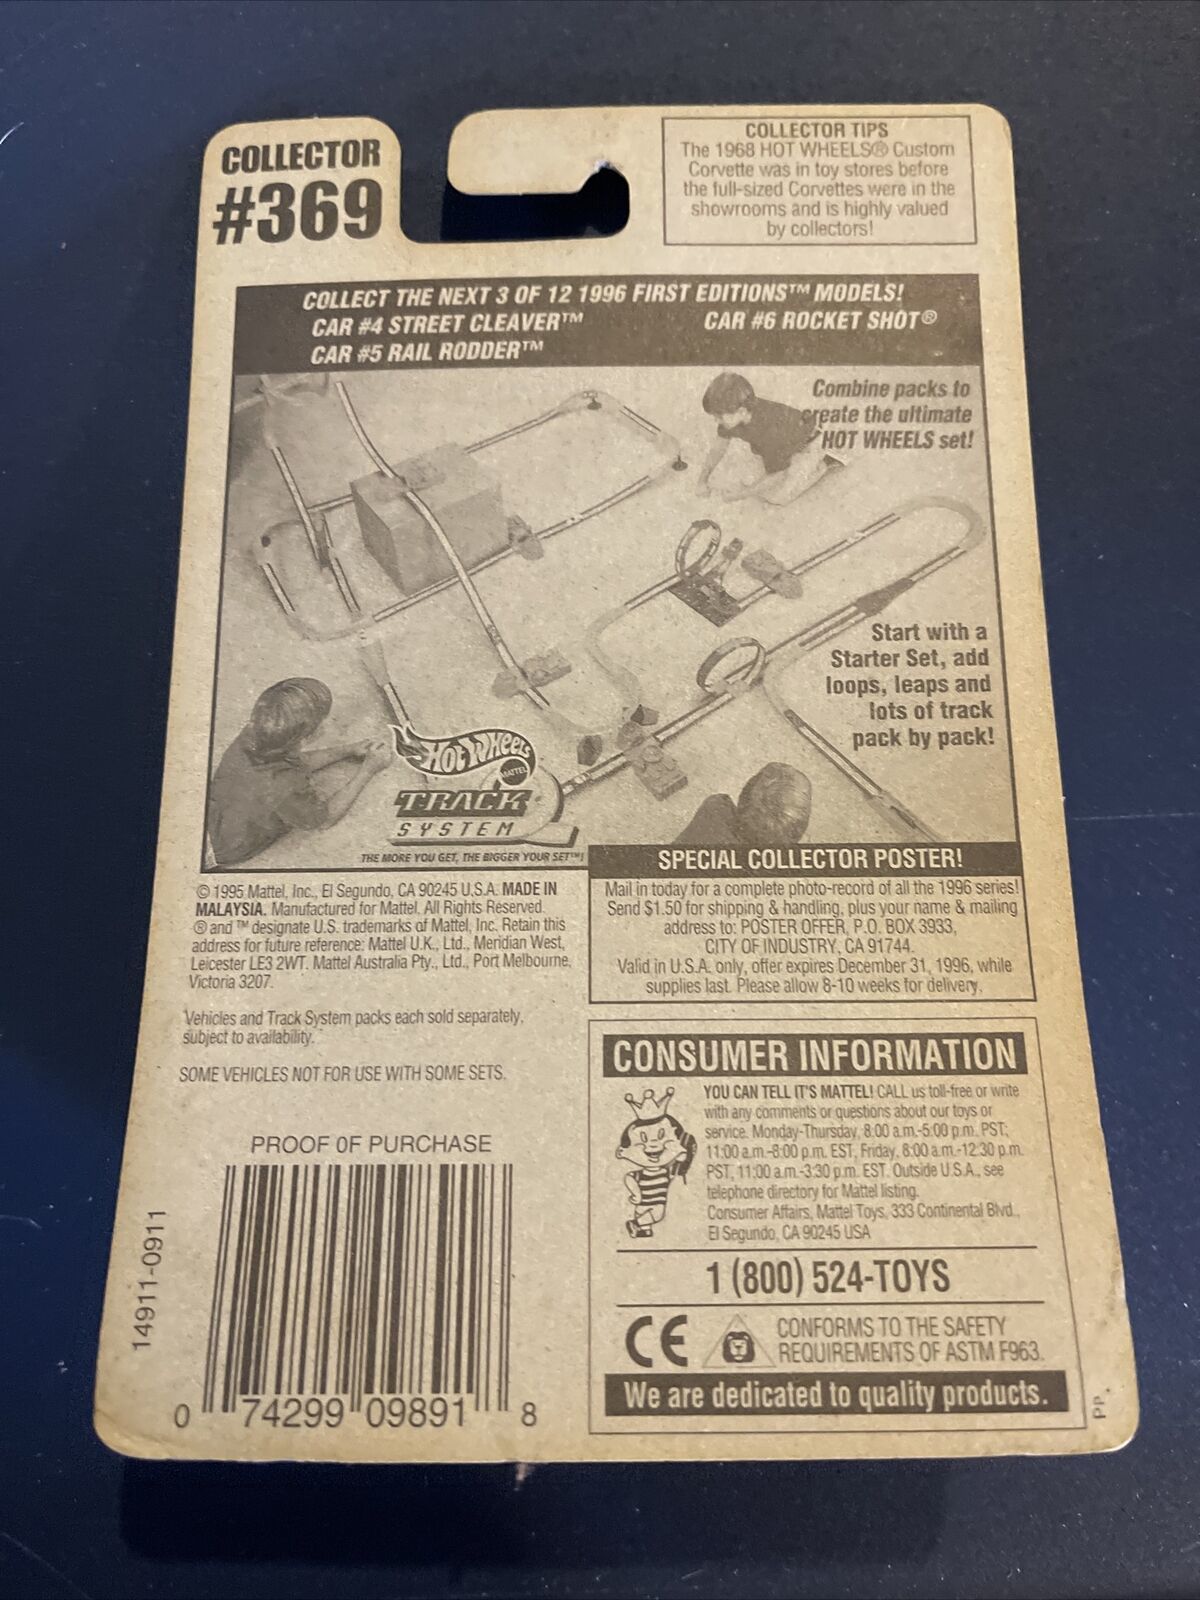 COLLECTOR
#369
COLLECTOR TIPS
The 1968 HOT WHEELS® Custom
Corvette was in toy stores before
the full-sized Corvettes were in the
showrooms and is highly valued
by collectors!
COLLECT THE NEXT 3 OF 12 1996 FIRST EDITIONS™ MODELS!
CAR #4 STREET CLEAVER™ CAR #6 ROCKET SHOT®
CAR #5 RAIL RODDER™
Combine packs to
create the ultimate
HOT WHEELS set!
Start with a
Starter Set, add
loops, leaps and
lots of track
pack by pack!
HOT WHEELS
MATTEL
TRACK
SYSTEM
THE MORE YOU GET, THE BIGGER YOUR SET™!
© 1995 Mattel, Inc., El Segundo, CA 90245 U.S.A. MADE IN
MALAYSIA. Manufactured for Mattel. All Rights Reserved.
® and ™ designate U.S. trademarks of Mattel, Inc. Retain this
address for future reference: Mattel U.K., Ltd., Meridian West,
Leicester LE3 2WT. Mattel Australia Pty., Ltd., Port Melbourne,
Victoria 3207.
Vehicles and Track System packs each sold separately,
subject to availability.
SOME VEHICLES NOT FOR USE WITH SOME SETS.
SPECIAL COLLECTOR POSTER!
Mail in today for a complete photo-record of all the 1996 series!
Send $1.50 for shipping & handling, plus your name & mailing
address to: POSTER OFFER, P.O. BOX 3933,
CITY OF INDUSTRY, CA 91744.
Valid in U.S.A. only, offer expires December 31, 1996, while
supplies last. Please allow 8-10 weeks for delivery.
CONSUMER INFORMATION
YOU CAN TELL IT'S MATTEL! CALL us toll-free or write
with any comments or questions about our toys or
service. Monday-Thursday, 8:00 a.m.-5:00 p.m. PST;
11:00 a.m.-8:00 p.m. EST, Friday, 8:00 a.m.-12:30 p.m.
PST, 11:00 a.m.-3:30 p.m. EST. Outside U.S.A., see
telephone directory for Mattel listing.
Consumer Affairs, Mattel Toys, 333 Continental Blvd.,
El Segundo, CA 90245 USA
1 (800) 524-TOYS
CE
CONFORMS TO THE SAFETY
REQUIREMENTS OF ASTM F963.
We are dedicated to quality products.
PP.
PROOF OF PURCHASE
14911-0911
0 74299 09891 8